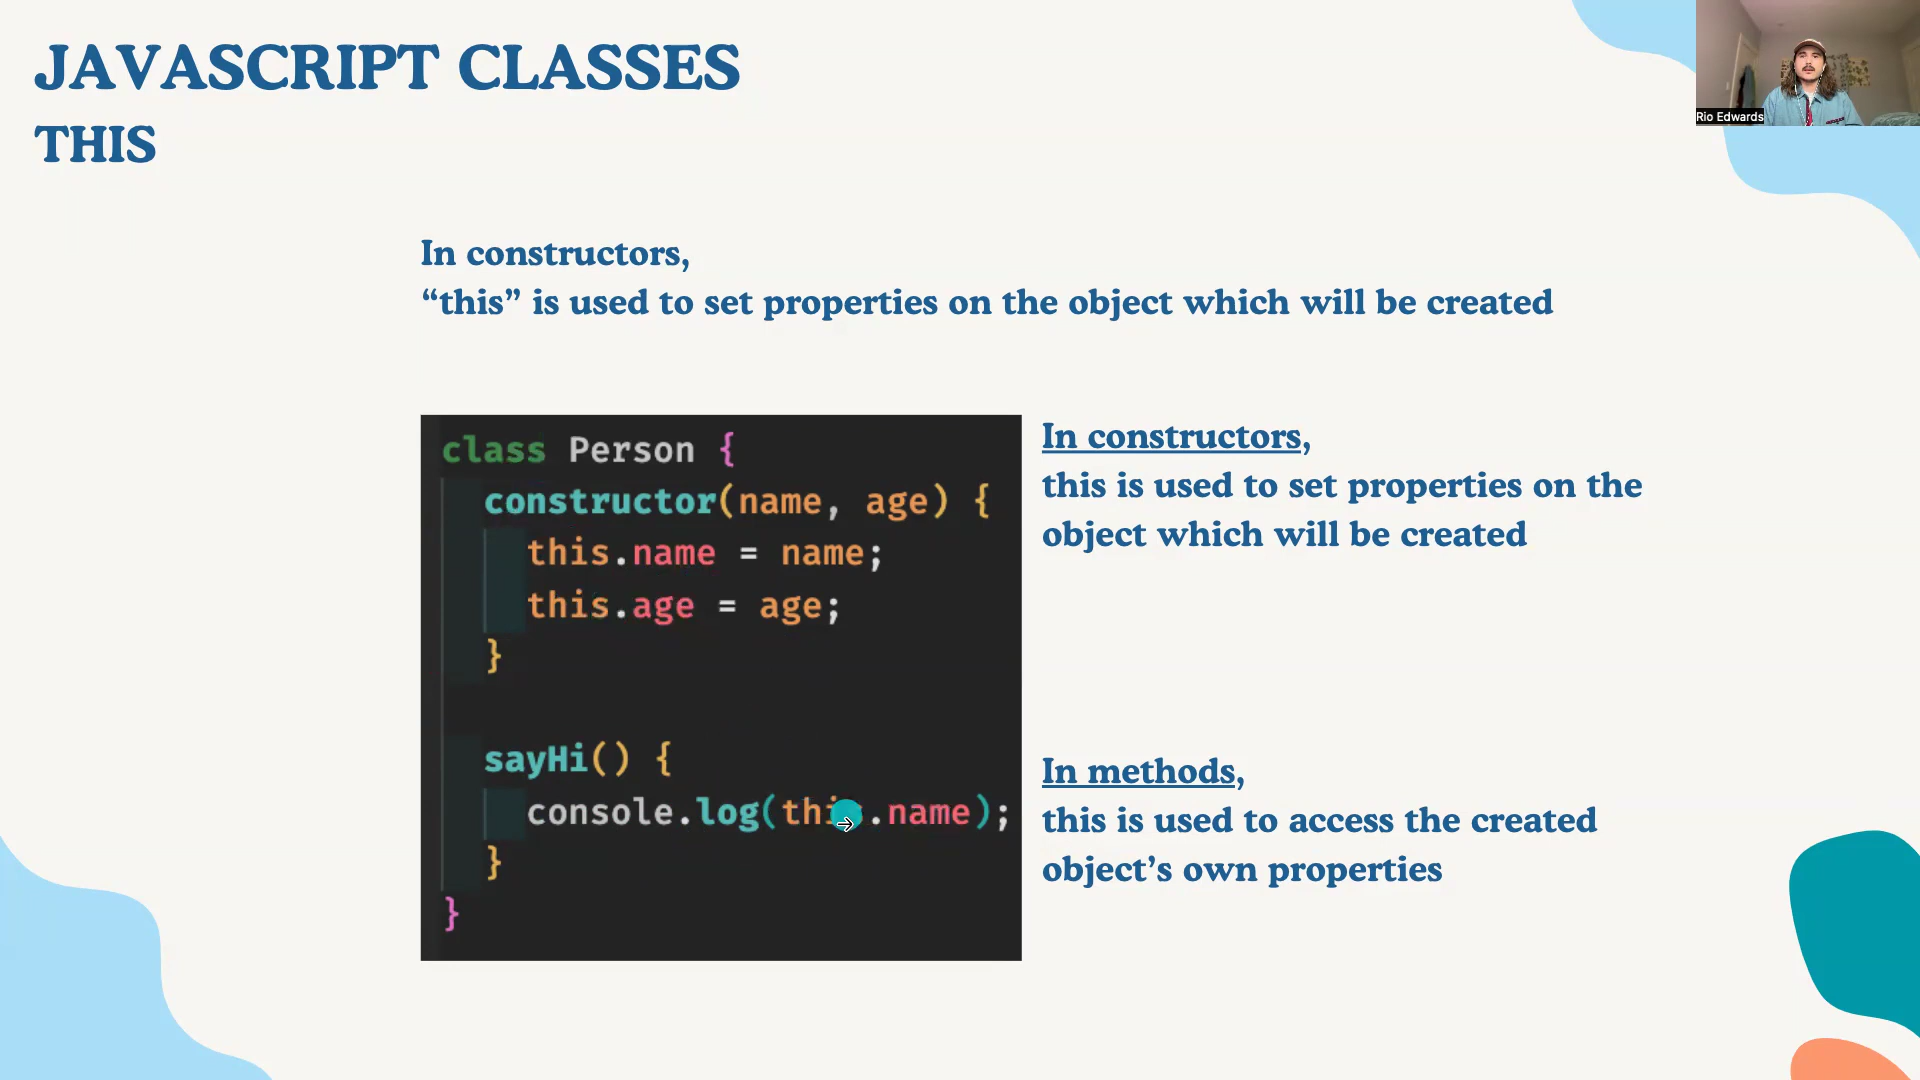 JAVASCRIPT CLASSES
THIS
Rio Edwards
In constructors,
“this” is used to set properties on the object which will be created
class Person {
constructor(name, age) {
this.name = name;
this.age = age;
}
sayHi() {
console.log(this.name);
}
}
In constructors,
this is used to set properties on the
object which will be created
In methods,
this is used to access the created
object’s own properties